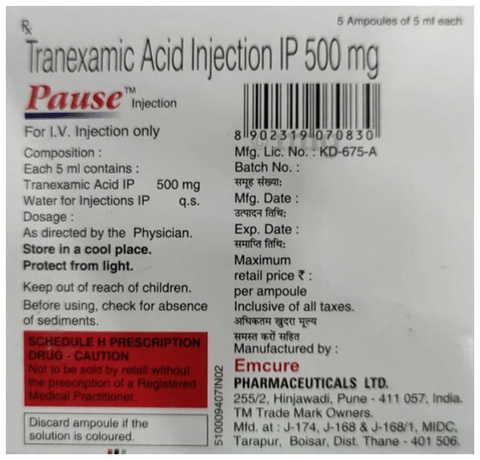 Rx
5 Ampoules of 5 ml each
Tranexamic Acid Injection IP 500 mg
Pause™ Injection
For I.V. Injection only
Composition :
Each 5 ml contains :
Tranexamic Acid IP 500 mg
Water for Injections IP q.s.
Dosage :
As directed by the Physician.
Store in a cool place.
Protect from light.
Keep out of reach of children.
Before using, check for absence
of sediments.
SCHEDULE H PRESCRIPTION
DRUG - CAUTION
Not to be sold by retail without
the prescription of a Registered
Medical Practitioner.
Discard ampoule if the
solution is coloured.
510009407IN02
8 902319 070830
Mfg. Lic. No. : KD-675-A
Batch No. :
समूह संख्या:
Mfg. Date :
उत्पादन तिथि:
Exp. Date :
समाप्ति तिथि:
Maximum
retail price ₹ :
per ampoule
Inclusive of all taxes.
अधिकतम खुदरा मूल्य
समस्त करों सहित
Manufactured by :
Emcure
PHARMACEUTICALS LTD.
255/2, Hinjawadi, Pune - 411 057, India.
TM Trade Mark Owners.
Mfd. at : J-174, J-168 & J-168/1, MIDC,
Tarapur, Boisar, Dist. Thane - 401 506.